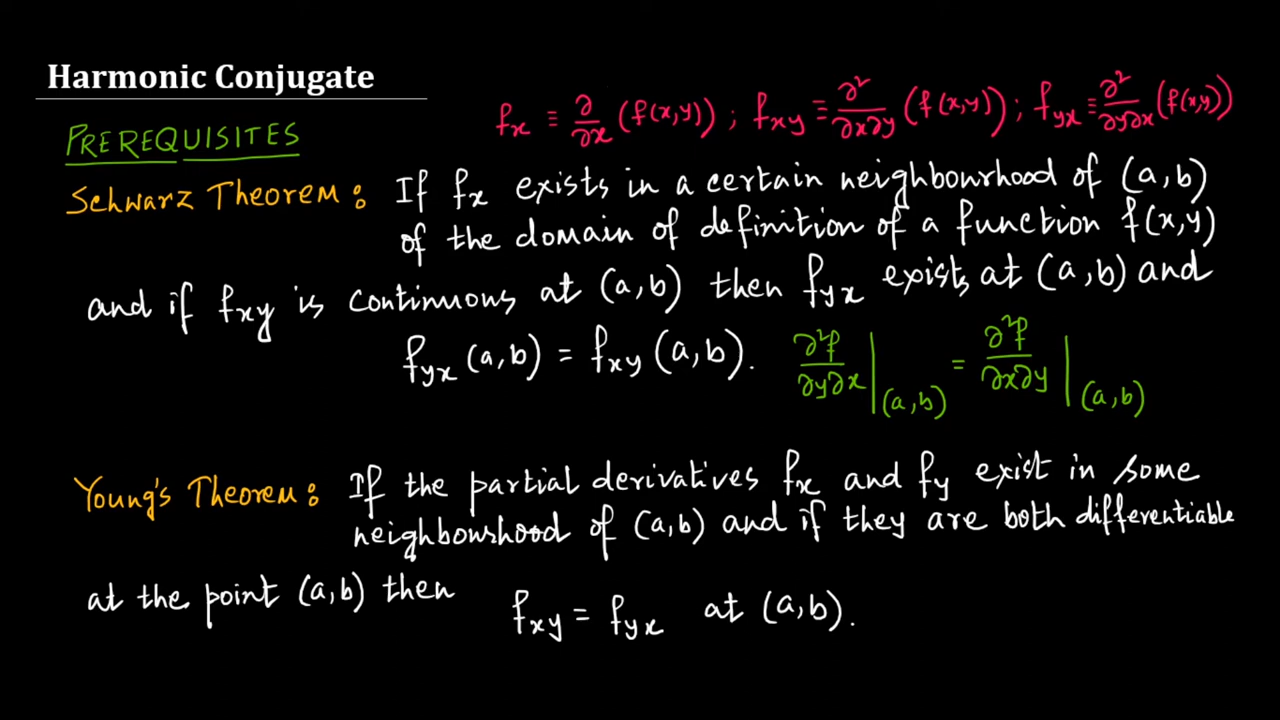 Harmonic Conjugate
fx ≡ ∂/∂x (f(x,y)) ; fxy ≡ ∂²/∂x∂y (f(x,y)) ; fyx ≡ ∂²/∂y∂x (f(x,y))
PREREQUISITES
Schwarz Theorem : If fx exists in a certain neighbourhood of (a,b)
of the domain of definition of a function f(x,y)
and if fxy is continuous at (a,b) then fyx exists at (a,b) and
fyx (a,b) = fxy (a,b). ∂²f/∂y∂x |(a,b) = ∂²f/∂x∂y |(a,b)
Young's Theorem : If the partial derivatives fx and fy exist in some
neighbourhood of (a,b) and if they are both differentiable
at the point (a,b) then
fxy = fyx at (a,b).